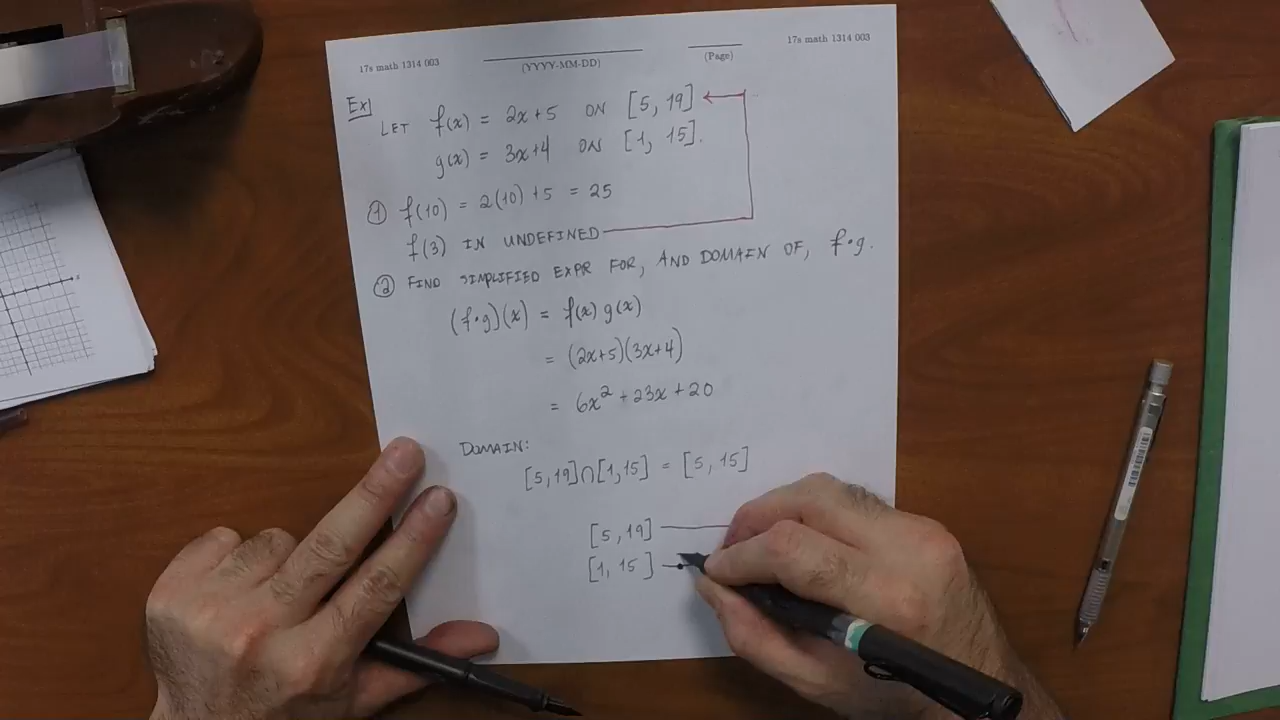 17s math 1314 003 (YYYY-MM-DD) (Page) 17s math 1314 003
Ex
LET f(x) = 2x+5 ON [5, 19]
g(x) = 3x+4 ON [1, 15].
① f(10) = 2(10) +5 = 25
f(3) IN UNDEFINED
② FIND SIMPLIFIED EXPR FOR, AND DOMAIN OF, f·g.
(f·g)(x) = f(x) g(x)
= (2x+5)(3x+4)
= 6x² + 23x + 20
DOMAIN:
[5,19]∩[1,15] = [5, 15]
[5, 19]
[1, 15]